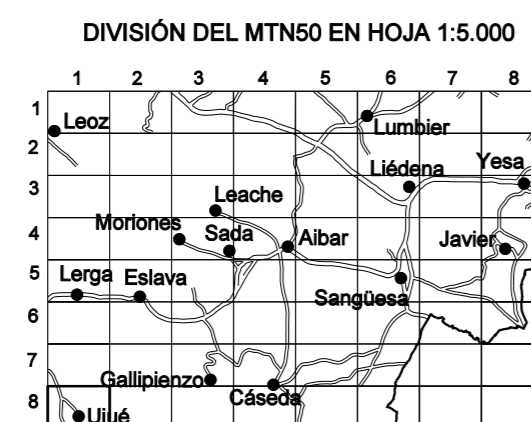 DIVISIÓN DEL MTN50 EN HOJA 1:5.000
1 2 3 4 5 6 7 8
1
Leoz
Lumbier
2
Liédena
Yesa
3
Leache
Moriones
Sada
4
Aibar
Javier
5
Lerga
Eslava
Sangüesa
6
7
Gallipienzo
Cáseda
8
Ujué